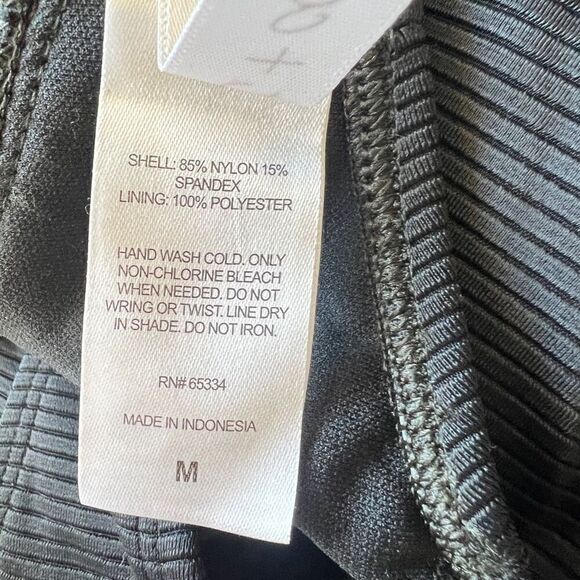 SHELL: 85% NYLON 15%
SPANDEX
LINING: 100% POLYESTER
HAND WASH COLD. ONLY
NON-CHLORINE BLEACH
WHEN NEEDED. DO NOT
WRING OR TWIST. LINE DRY
IN SHADE. DO NOT IRON.
RN# 65334
MADE IN INDONESIA
M